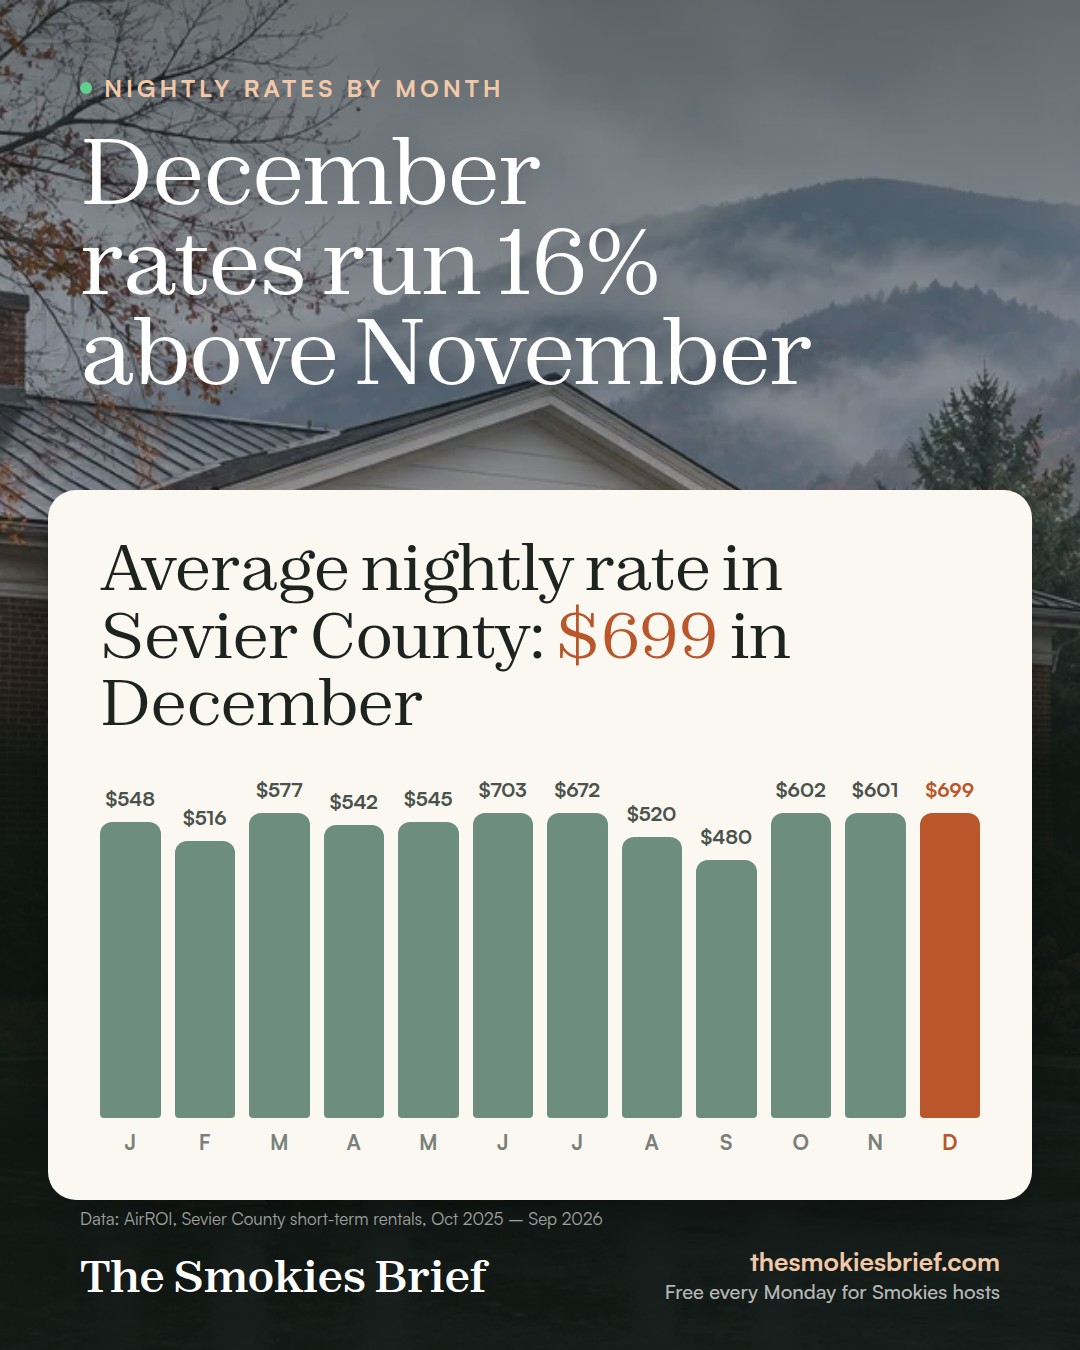 NIGHTLY RATES BY MONTH
December
rates run 16%
above November
Average nightly rate in
Sevier County: $699 in
December
$548 $516 $577 $542 $545 $703 $672 $520 $480 $602 $601 $699
J F M A M J J A S O N D
Data: AirROI, Sevier County short-term rentals, Oct 2025 — Sep 2026
The Smokies Brief
thesmokiesbrief.com
Free every Monday for Smokies hosts